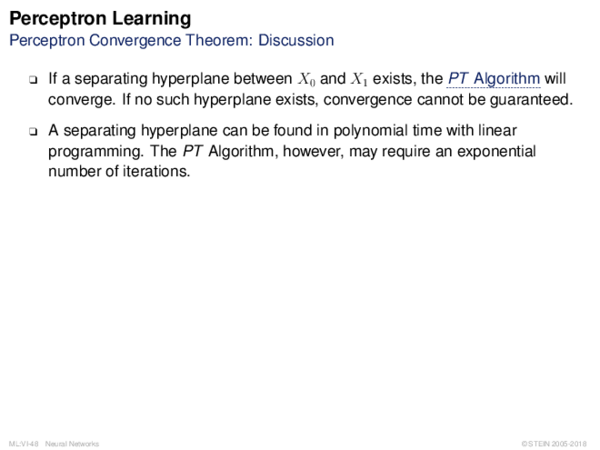 Perceptron Learning
Perceptron Convergence Theorem: Discussion
❑ If a separating hyperplane between X₀ and X₁ exists, the PT Algorithm will
converge. If no such hyperplane exists, convergence cannot be guaranteed.
❑ A separating hyperplane can be found in polynomial time with linear
programming. The PT Algorithm, however, may require an exponential
number of iterations.
ML:VI-48 Neural Networks
© STEIN 2005-2018